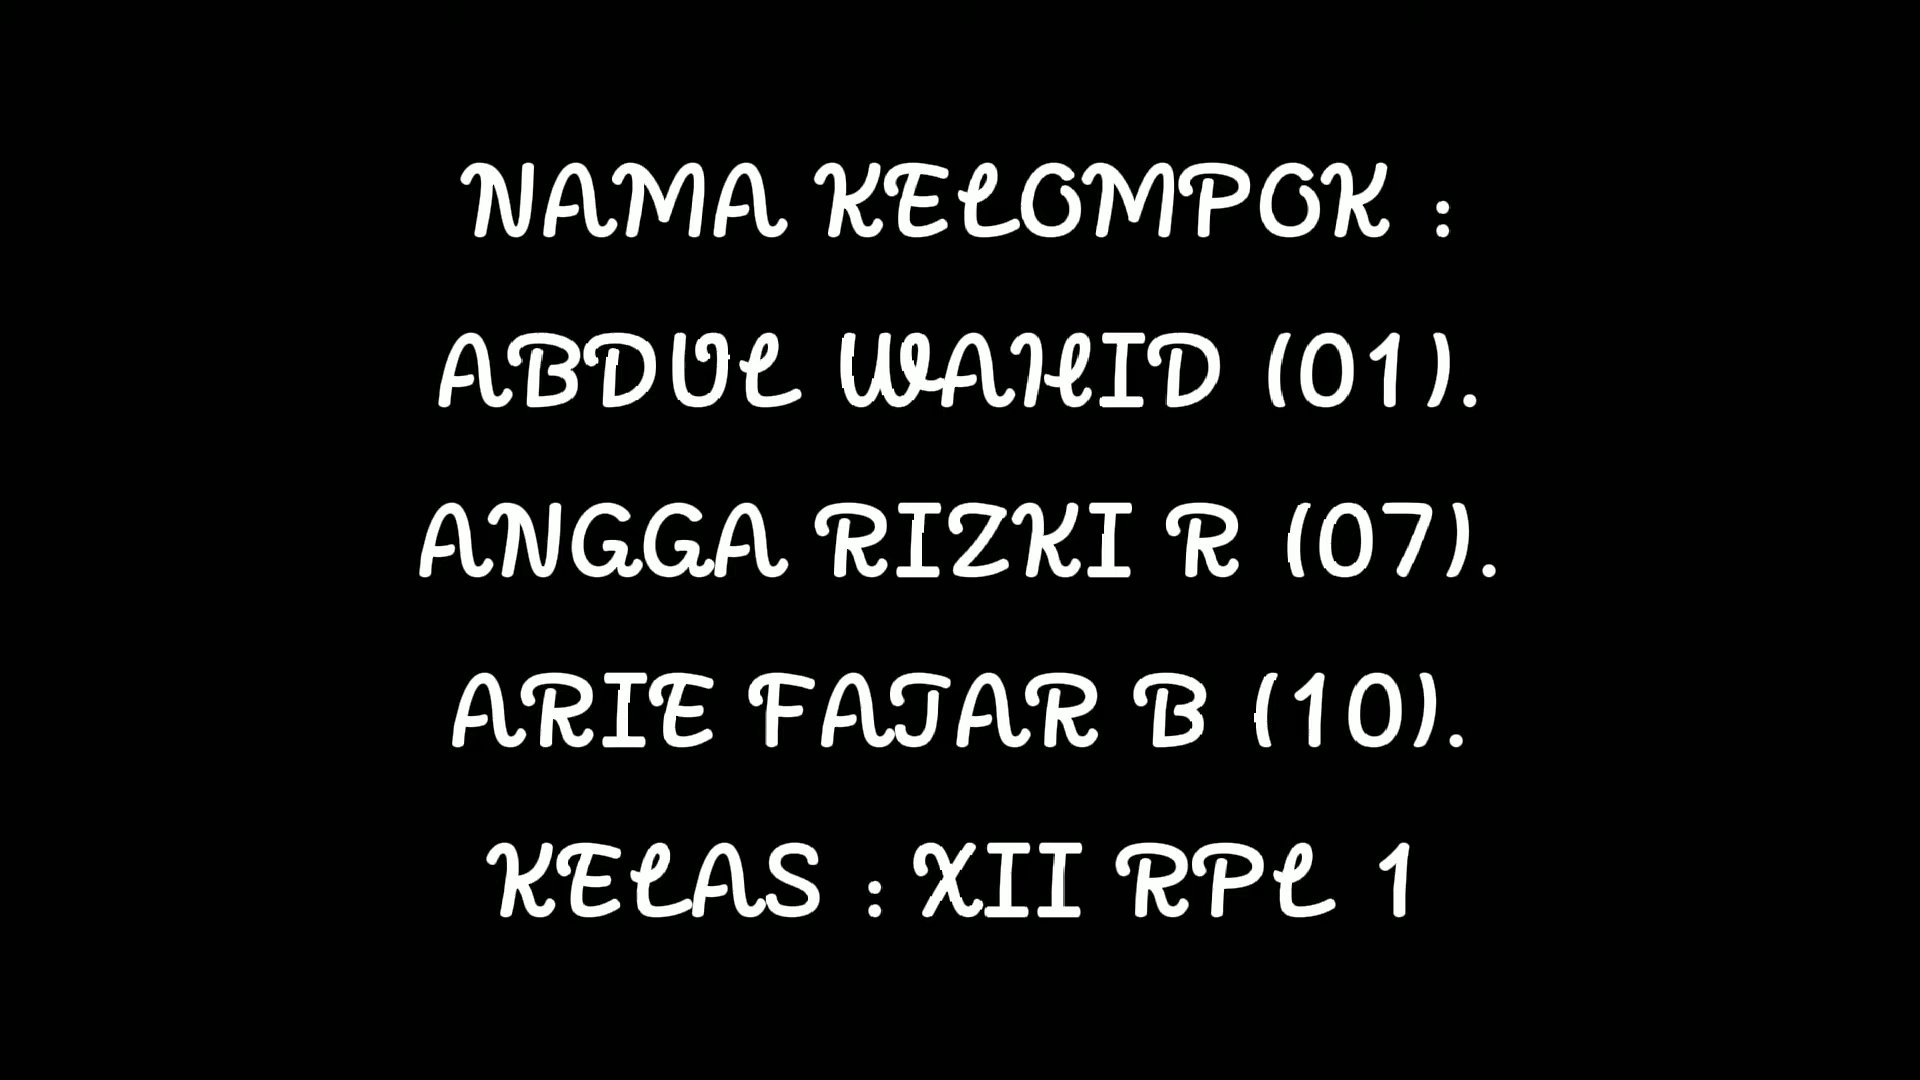 NAMA KELOMPOK :
ABDUL WAHID (01).
ANGGA RIZKI R (07).
ARIE FAJAR B (10).
KELAS : XII RPL 1